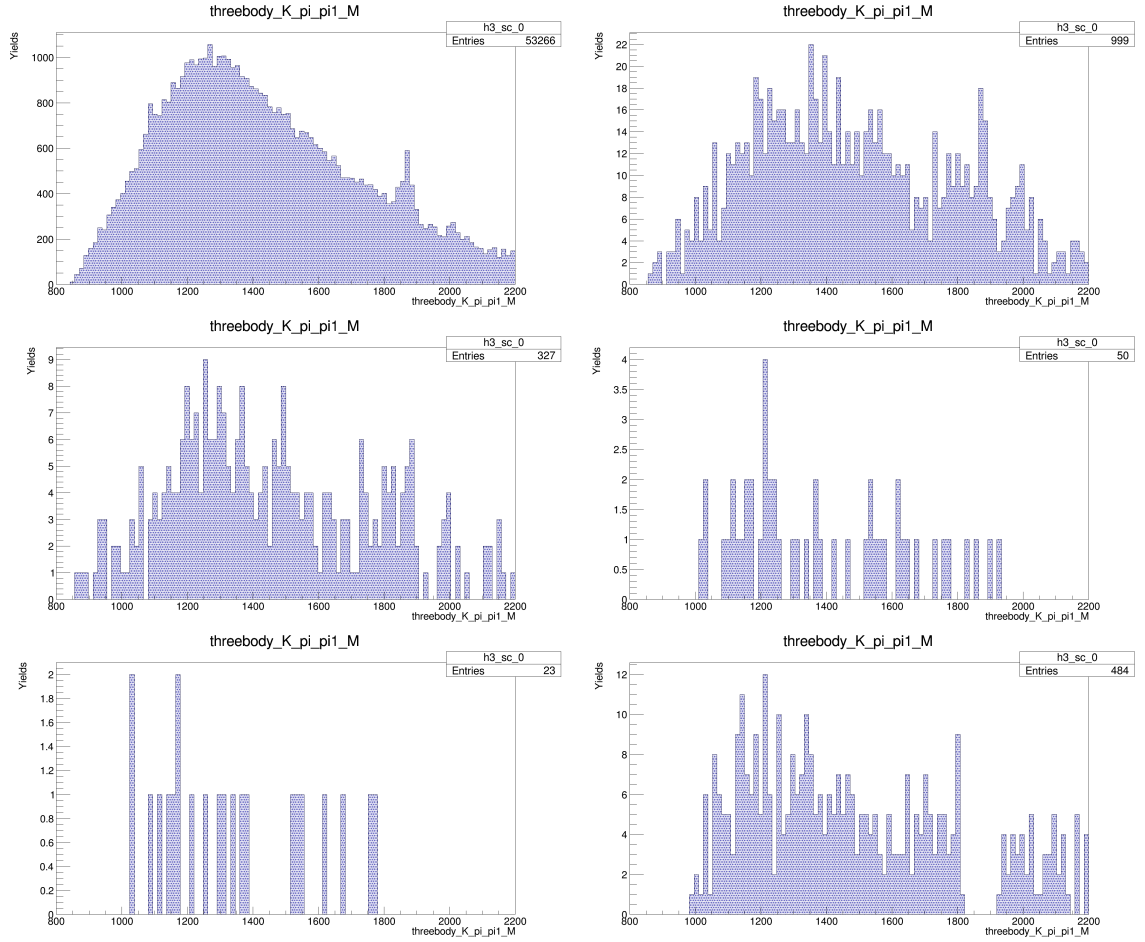 threebody_K_pi_pi1_M
h3_sc_0
Entries 53266
Yields
1000
800
600
400
200
0
800 1000 1200 1400 1600 1800 2000 2200
threebody_K_pi_pi1_M
threebody_K_pi_pi1_M
h3_sc_0
Entries 999
Yields
22
20
18
16
14
12
10
8
6
4
2
0
800 1000 1200 1400 1600 1800 2000 2200
threebody_K_pi_pi1_M
threebody_K_pi_pi1_M
h3_sc_0
Entries 327
Yields
9
8
7
6
5
4
3
2
1
0
800 1000 1200 1400 1600 1800 2000 2200
threebody_K_pi_pi1_M
threebody_K_pi_pi1_M
h3_sc_0
Entries 50
Yields
4
3.5
3
2.5
2
1.5
1
0.5
0
800 1000 1200 1400 1600 1800 2000 2200
threebody_K_pi_pi1_M
threebody_K_pi_pi1_M
h3_sc_0
Entries 23
Yields
2
1.8
1.6
1.4
1.2
1
0.8
0.6
0.4
0.2
0
800 1000 1200 1400 1600 1800 2000 2200
threebody_K_pi_pi1_M
threebody_K_pi_pi1_M
h3_sc_0
Entries 484
Yields
12
10
8
6
4
2
0
800 1000 1200 1400 1600 1800 2000 2200
threebody_K_pi_pi1_M